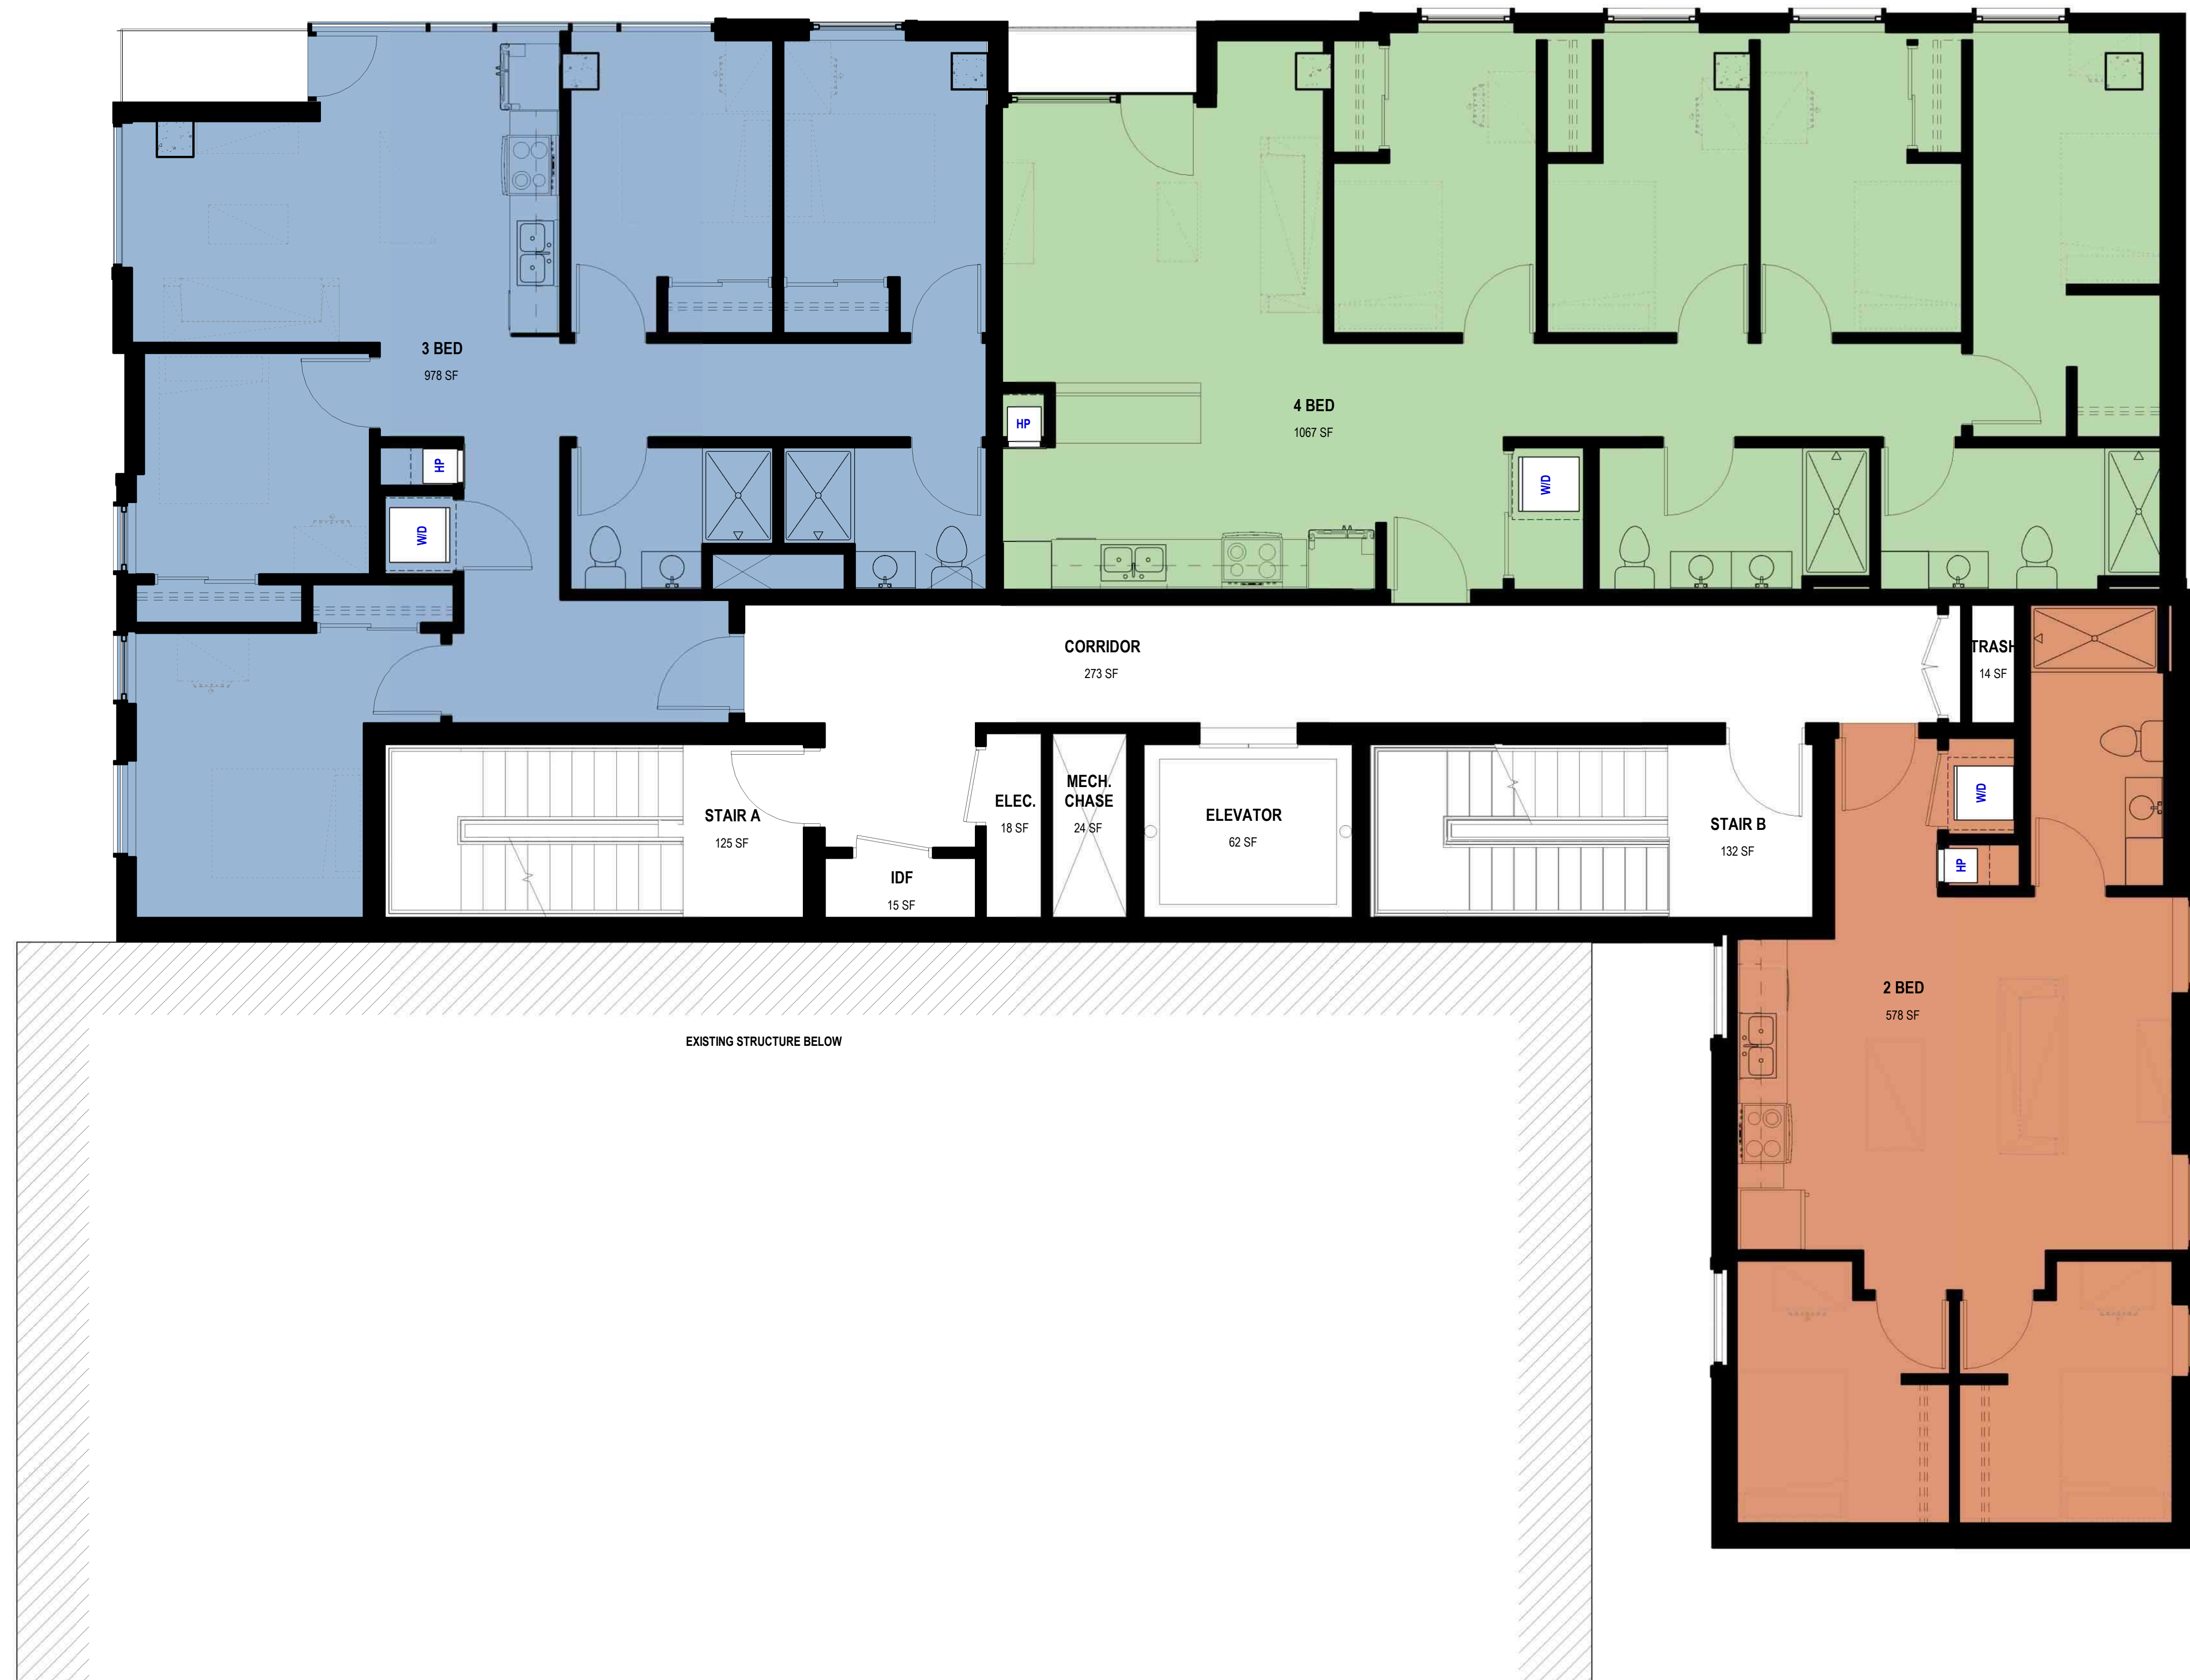 3 BED
978 SF
HP
W/D
4 BED
1067 SF
HP
W/D
CORRIDOR
273 SF
TRASH
14 SF
STAIR A
125 SF
IDF
15 SF
ELEC.
18 SF
MECH.
CHASE
24 SF
ELEVATOR
62 SF
STAIR B
132 SF
W/D
HP
2 BED
578 SF
EXISTING STRUCTURE BELOW